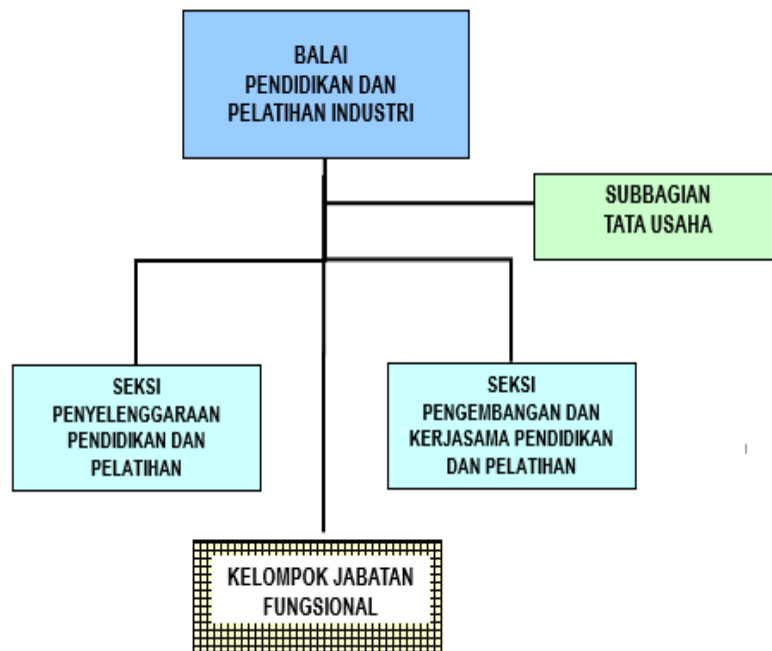 BALAI
PENDIDIKAN DAN
PELATIHAN INDUSTRI
SUBBAGIAN
TATA USAHA
SEKSI
PENYELENGGARAAN
PENDIDIKAN DAN
PELATIHAN
SEKSI
PENGEMBANGAN DAN
KERJASAMA PENDIDIKAN
DAN PELATIHAN
KELOMPOK JABATAN
FUNGSIONAL